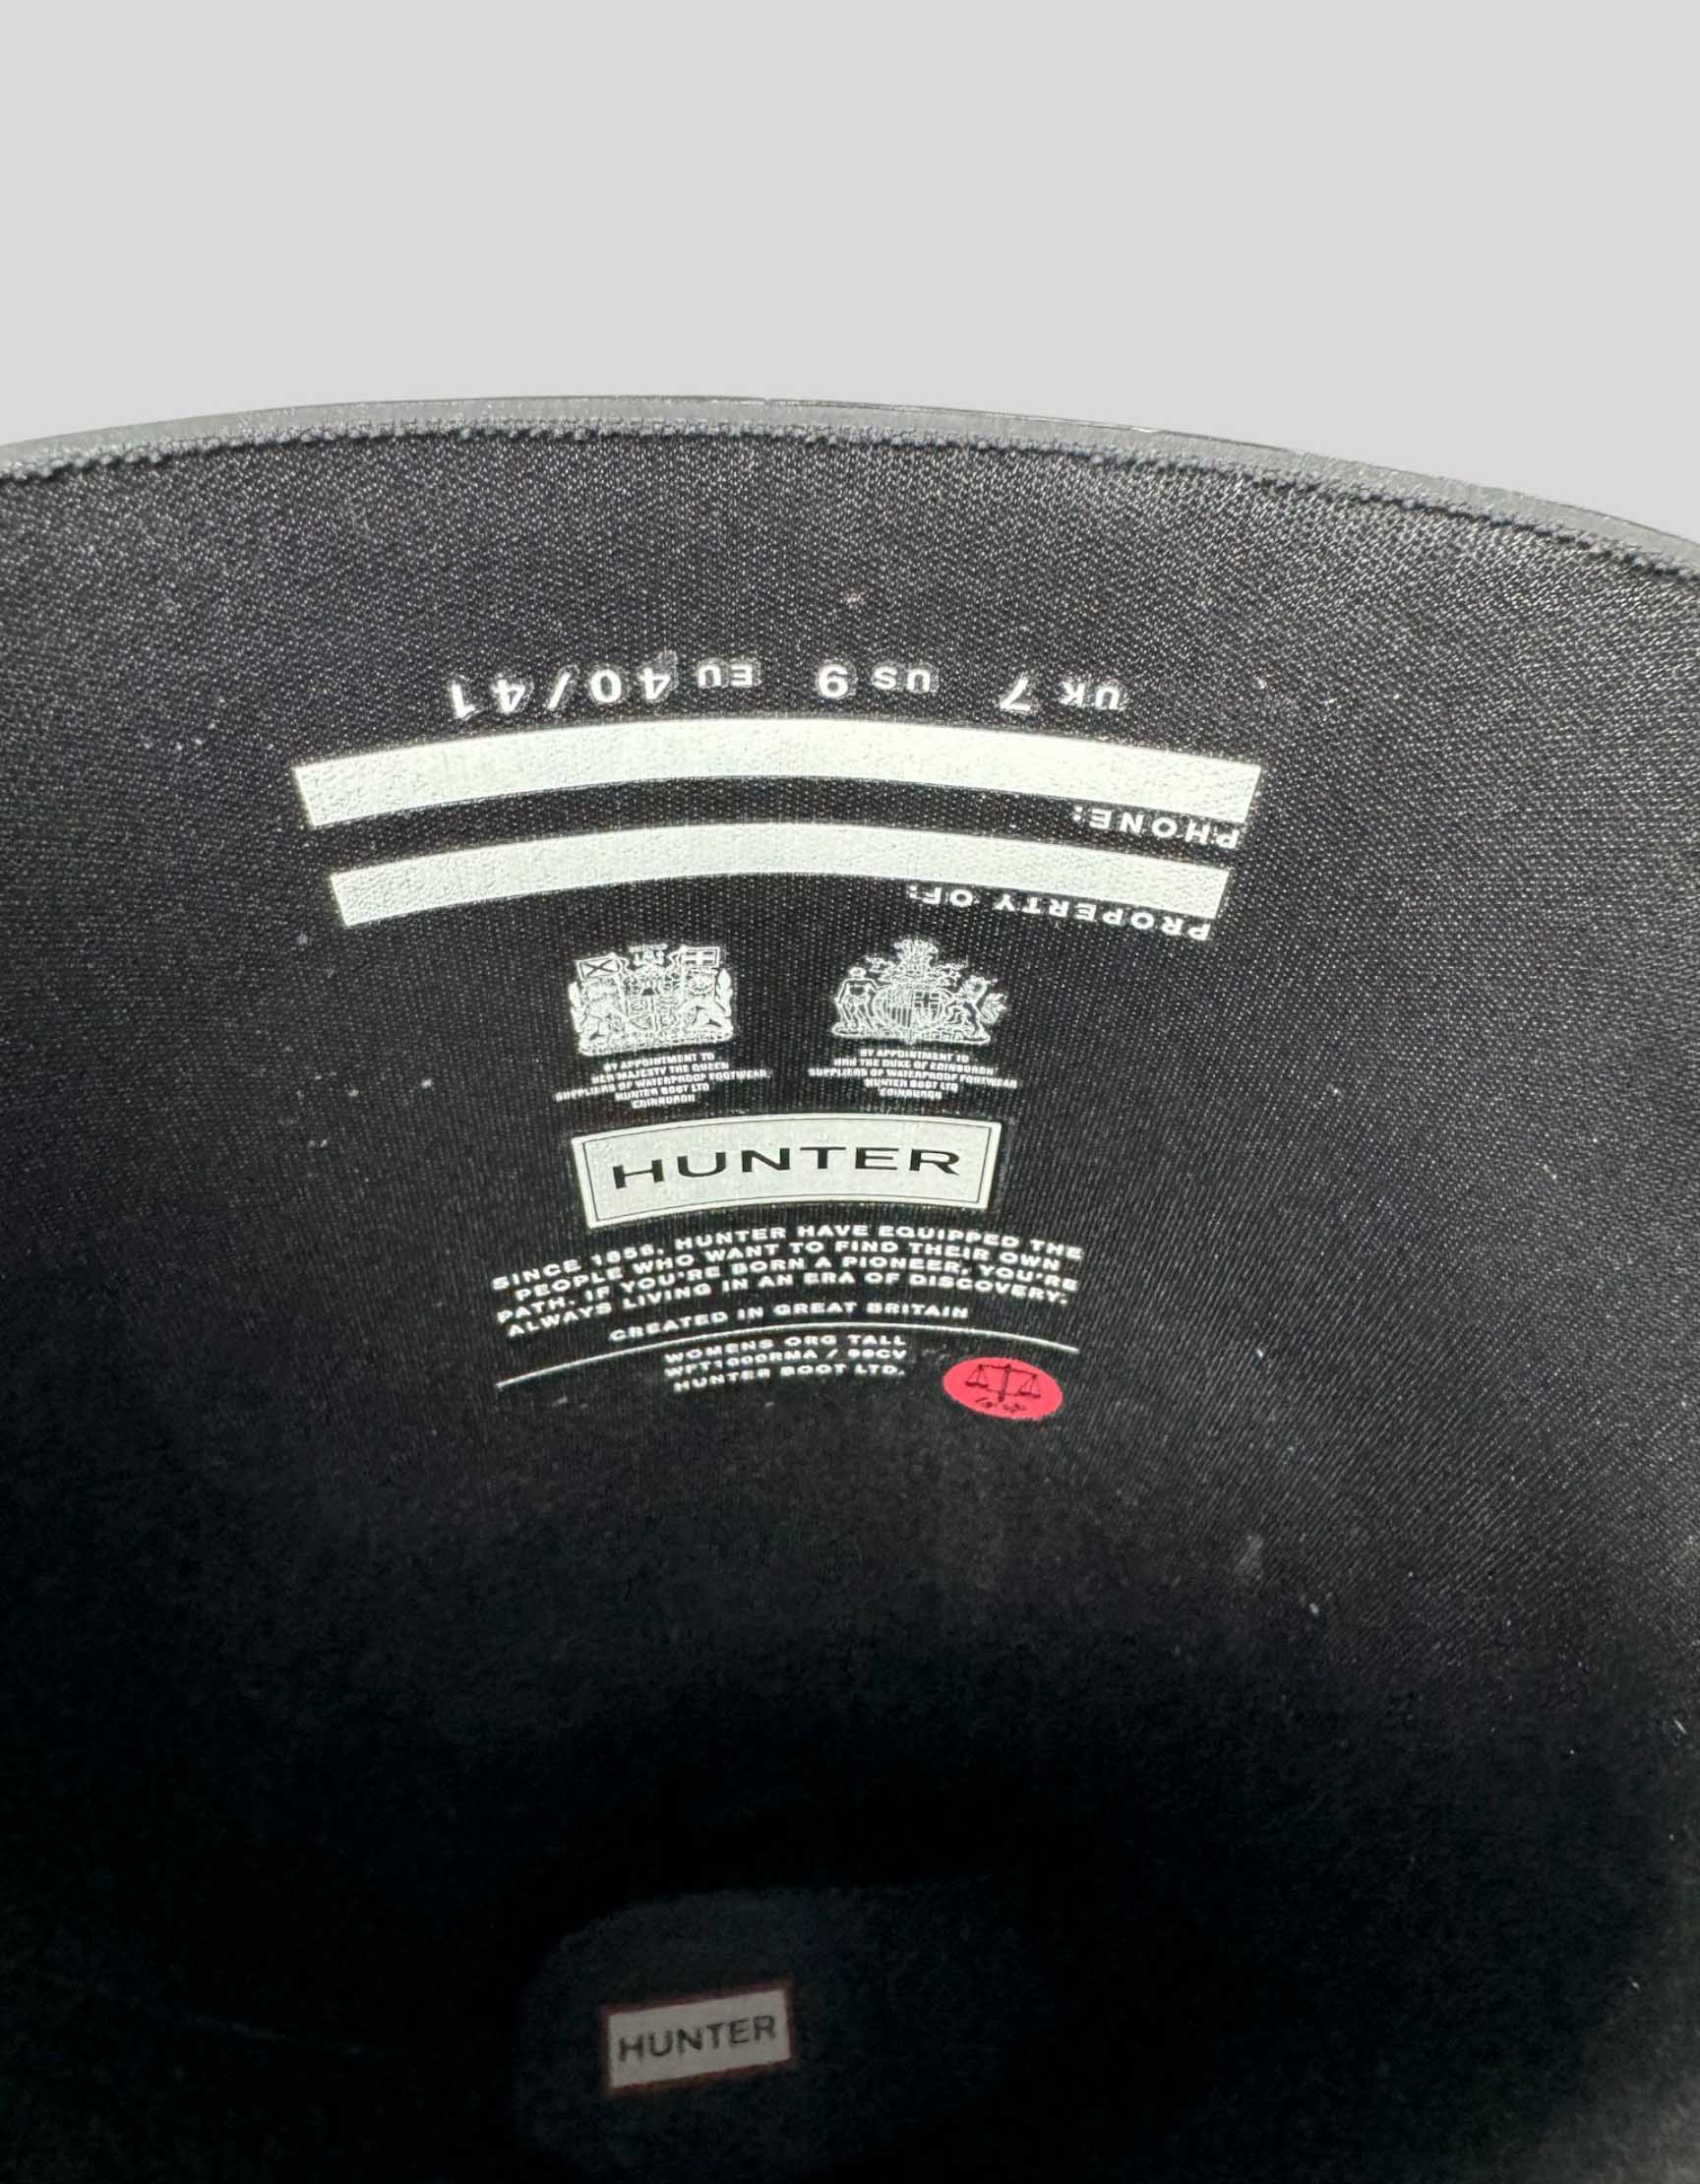 UK 7 US 9 EU 40/41
PHONE:
PROPERTY OF:
BY APPOINTMENT TO
HER MAJESTY THE QUEEN
SUPPLIERS OF WATERPROOF FOOTWEAR
HUNTER BOOT LTD
EDINBURGH
BY APPOINTMENT TO
HRH THE DUKE OF EDINBURGH
SUPPLIERS OF WATERPROOF FOOTWEAR
HUNTER BOOT LTD
EDINBURGH
HUNTER
SINCE 1856, HUNTER HAVE EQUIPPED THE
PEOPLE WHO WANT TO FIND THEIR OWN
PATH. IF YOU'RE BORN A PIONEER, YOU'RE
ALWAYS LIVING IN AN ERA OF DISCOVERY.
CREATED IN GREAT BRITAIN
WOMENS ORG TALL
WFT1000RMA /
HUNTER BOOT LTD.
HUNTER